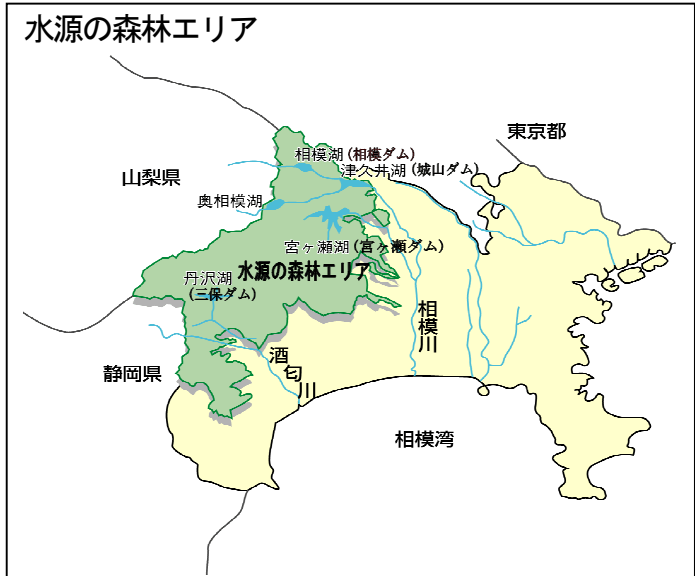 水源の森林エリア
東京都
相模湖(相模ダム)
津久井湖(城山ダム)
山梨県
奥相模湖
宮ヶ瀬湖(宮ヶ瀬ダム)
丹沢湖
(三保ダム)
水源の森林エリア
相模川
静岡県
酒匂川
相模湾